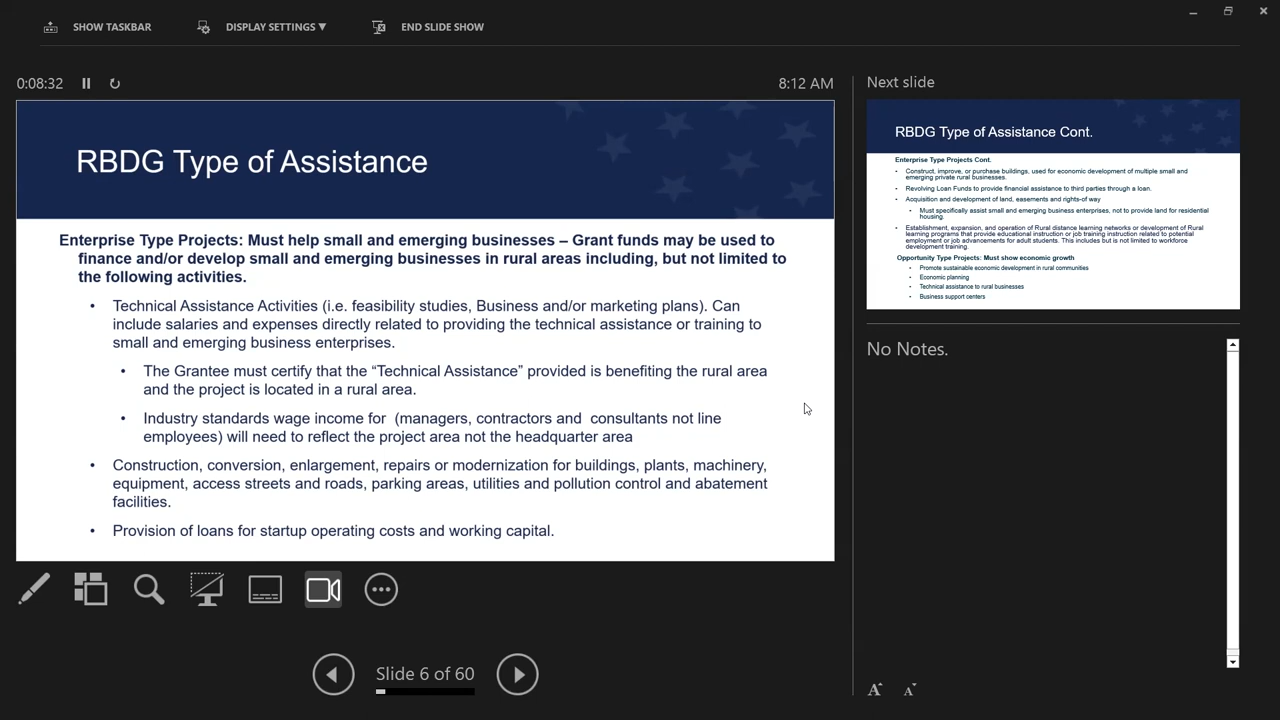 SHOW TASKBAR
DISPLAY SETTINGS ▼
END SLIDE SHOW
0:08:32
8:12 AM
RBDG Type of Assistance
Enterprise Type Projects: Must help small and emerging businesses – Grant funds may be used to
finance and/or develop small and emerging businesses in rural areas including, but not limited to
the following activities.
• Technical Assistance Activities (i.e. feasibility studies, Business and/or marketing plans). Can
include salaries and expenses directly related to providing the technical assistance or training to
small and emerging business enterprises.
• The Grantee must certify that the “Technical Assistance” provided is benefiting the rural area
and the project is located in a rural area.
• Industry standards wage income for  (managers, contractors and  consultants not line
employees) will need to reflect the project area not the headquarter area
• Construction, conversion, enlargement, repairs or modernization for buildings, plants, machinery,
equipment, access streets and roads, parking areas, utilities and pollution control and abatement
facilities.
• Provision of loans for startup operating costs and working capital.
Slide 6 of 60
Next slide
RBDG Type of Assistance Cont.
Enterprise Type Projects Cont.
• Construct, improve, or purchase buildings, used for economic development of multiple small and
emerging private rural businesses.
• Revolving Loan Funds to provide financial assistance to third parties through a loan.
• Acquisition and development of land, easements and rights-of way
• Must specifically assist small and emerging business enterprises, not to provide land for residential
housing.
• Establishment, expansion, and operation of Rural distance learning networks or development of Rural
learning programs that provide educational instruction or job training instruction related to potential
employment or job advancements for adult students. This includes but is not limited to workforce
development training.
Opportunity Type Projects: Must show economic growth
• Promote sustainable economic development in rural communities
• Economic planning
• Technical assistance to rural businesses
• Business support centers
No Notes.
A A